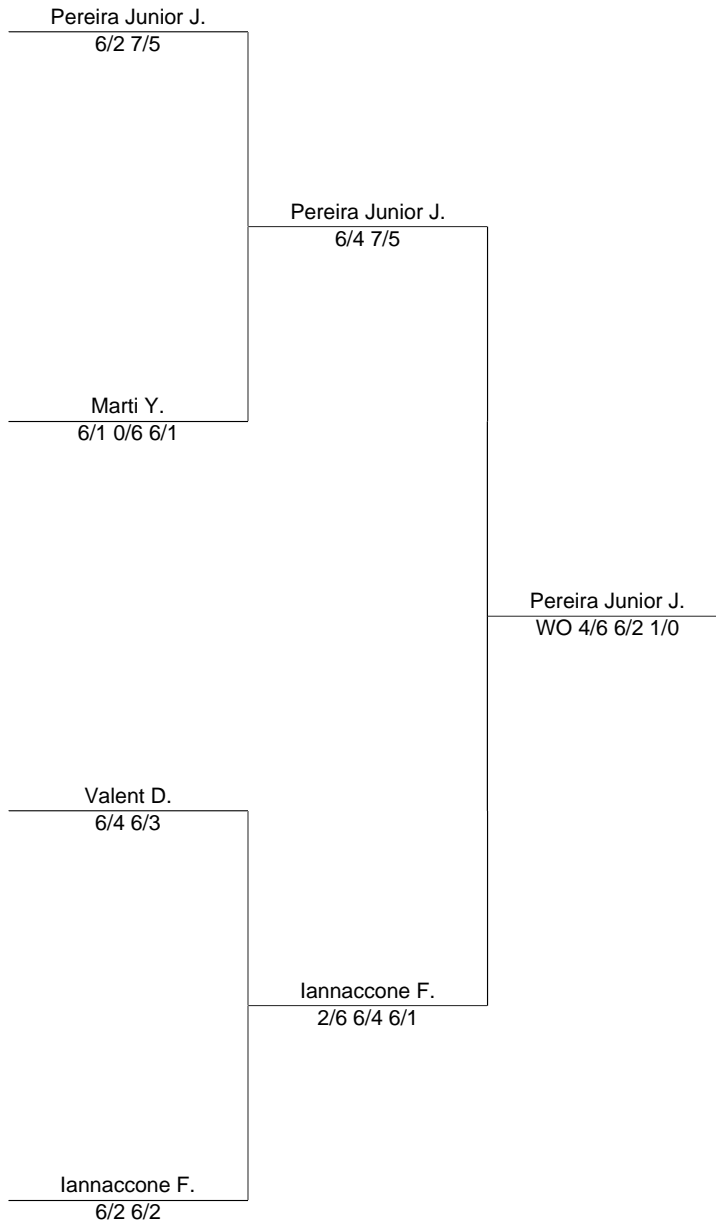 Pereira Junior J.
6/2 7/5
Pereira Junior J.
6/4 7/5
Marti Y.
6/1 0/6 6/1
Pereira Junior J.
WO 4/6 6/2 1/0
Valent D.
6/4 6/3
Iannaccone F.
2/6 6/4 6/1
Iannaccone F.
6/2 6/2